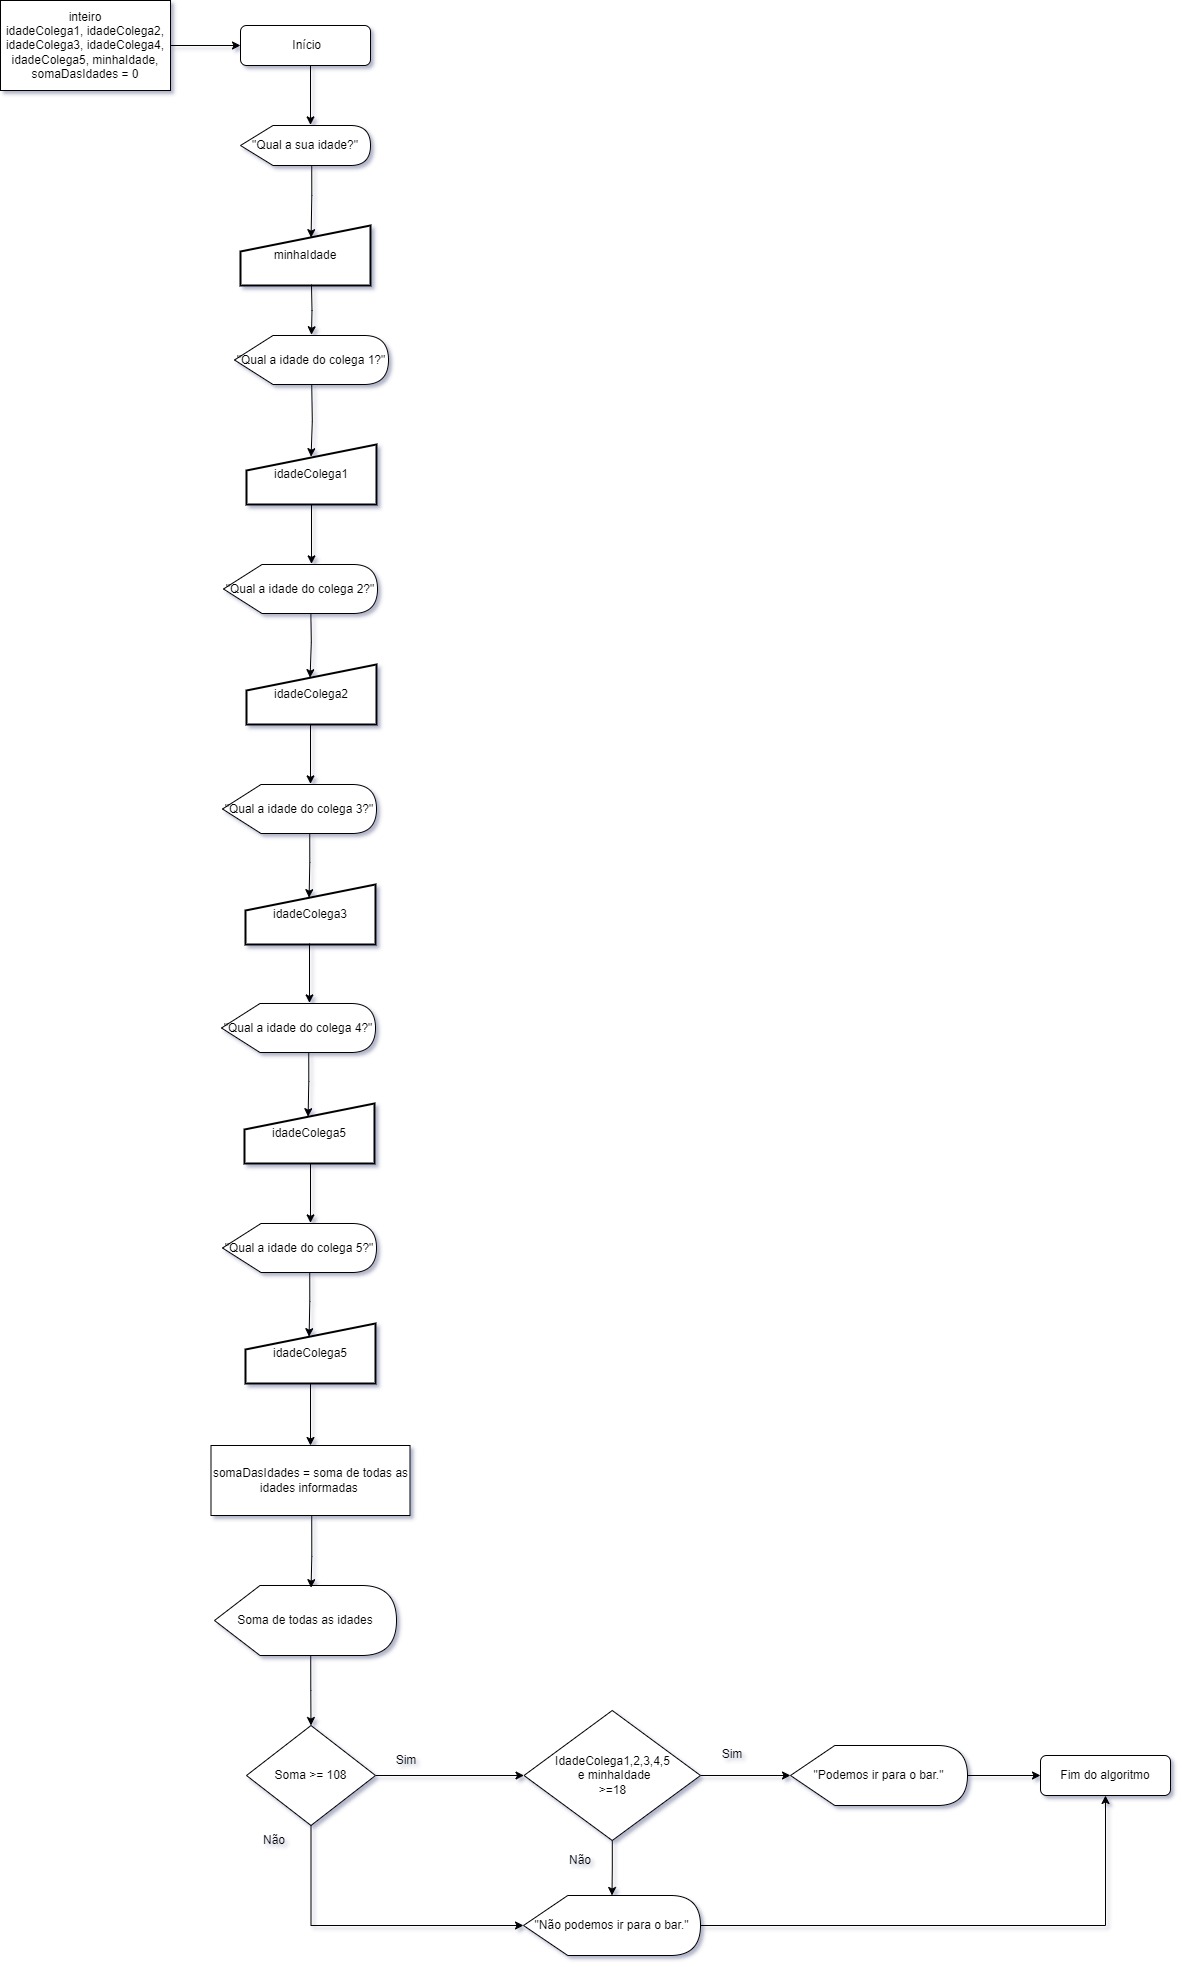 inteiro
idadeColega1, idadeColega2,
idadeColega3, idadeColega4,
idadeColega5, minhaIdade,
somaDasIdades = 0
Início
"Qual a sua idade?"
minhaIdade
"Qual a idade do colega 1?"
idadeColega1
"Qual a idade do colega 2?"
idadeColega2
"Qual a idade do colega 3?"
idadeColega3
"Qual a idade do colega 4?"
idadeColega5
"Qual a idade do colega 5?"
idadeColega5
somaDasIdades = soma de todas as
idades informadas
Soma de todas as idades
Soma >= 108
Sim
Não
IdadeColega1,2,3,4,5
e minhaIdade
>=18
Sim
Não
"Podemos ir para o bar."
Fim do algoritmo
"Não podemos ir para o bar."